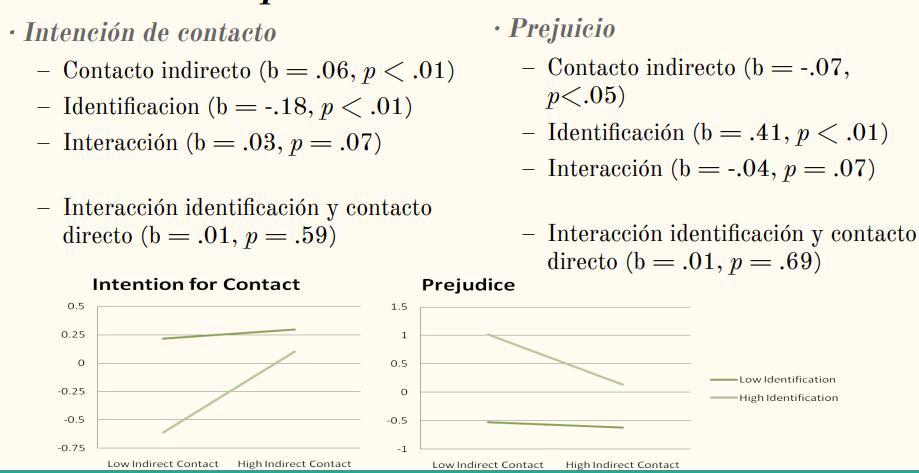 · Intención de contacto
– Contacto indirecto (b = .06, p < .01)
– Identificacion (b = -.18, p < .01)
– Interacción (b = .03, p = .07)
– Interacción identificación y contacto
directo (b = .01, p = .59)
· Prejuicio
– Contacto indirecto (b = -.07,
p<.05)
– Identificación (b = .41, p < .01)
– Interacción (b = -.04, p = .07)
– Interacción identificación y contacto
directo (b = .01, p = .69)
Intention for Contact
0.5
0.25
0
-0.25
-0.5
-0.75
Low Indirect Contact High Indirect Contact
Prejudice
1.5
1
0.5
0
-0.5
-1
Low Indirect Contact High Indirect Contact
Low Identification
High Identification